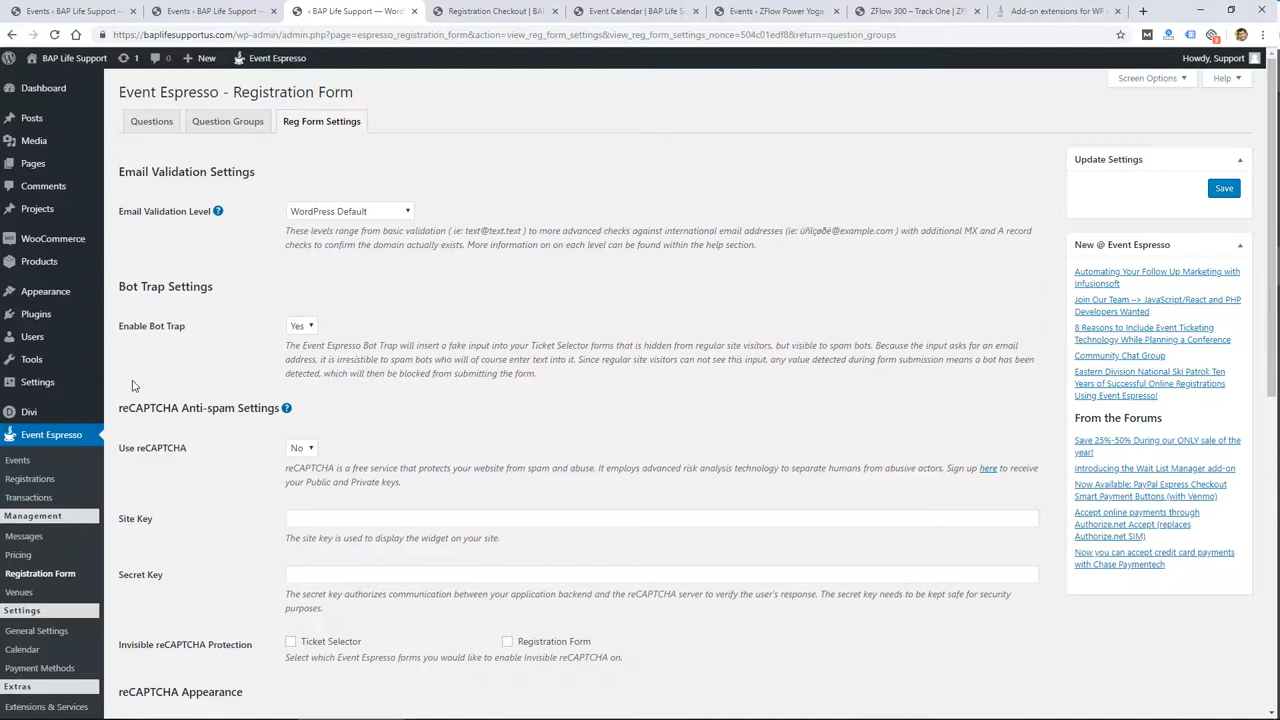 ‹ BAP Life Support — WordP
Events ‹ BAP Life Support — W
‹ BAP Life Support — Word
Registration Checkout | BA
Event Calendar | BAP Life S
Events ‹ ZFlow Power Yoga
ZFlow 300 – Track One | ZF
Add-on extensions for WP
https://baplifesupportus.com/wp-admin/admin.php?page=espresso_registration_form&action=view_reg_form_settings&view_reg_form_settings_nonce=504c01edf8&return=question_groups
BAP Life Support 1 0 New Event Espresso Howdy, Support
Screen Options Help
Dashboard
Posts
Media
Pages
Comments
Projects
WooCommerce
Products
Appearance
Plugins
Users
Tools
Settings
Divi
Event Espresso
Events
Registrations
Transactions
Management
Messages
Pricing
Registration Form
Venues
Settings
General Settings
Calendar
Payment Methods
Extras
Extensions & Services
Event Espresso - Registration Form
Questions Question Groups Reg Form Settings
Email Validation Settings
Email Validation Level ? WordPress Default
These levels range from basic validation ( ie: text@text.text ) to more advanced checks against international email addresses (ie: üñîçøðé@example.com ) with additional MX and A record
checks to confirm the domain actually exists. More information on on each level can be found within the help section.
Bot Trap Settings
Enable Bot Trap Yes
The Event Espresso Bot Trap will insert a fake input into your Ticket Selector forms that is hidden from regular site visitors, but visible to spam bots. Because the input asks for an email
address, it is irresistible to spam bots who will of course enter text into it. Since regular site visitors can not see this input, any value detected during form submission means a bot has been
detected, which will then be blocked from submitting the form.
reCAPTCHA Anti-spam Settings ?
Use reCAPTCHA No
reCAPTCHA is a free service that protects your website from spam and abuse. It employs advanced risk analysis technology to separate humans from abusive actors. Sign up here to receive
your Public and Private keys.
Site Key
The site key is used to display the widget on your site.
Secret Key
The secret key authorizes communication between your application backend and the reCAPTCHA server to verify the user's response. The secret key needs to be kept safe for security
purposes.
Invisible reCAPTCHA Protection Ticket Selector Registration Form
Select which Event Espresso forms you would like to enable Invisible reCAPTCHA on.
reCAPTCHA Appearance
Update Settings
Save
New @ Event Espresso
Automating Your Follow Up Marketing with
Infusionsoft
Join Our Team –> JavaScript/React and PHP
Developers Wanted
8 Reasons to Include Event Ticketing
Technology While Planning a Conference
Community Chat Group
Eastern Division National Ski Patrol: Ten
Years of Successful Online Registrations
Using Event Espresso!
From the Forums
Save 25%-50% During our ONLY sale of the
year!
Introducing the Wait List Manager add-on
Now Available: PayPal Express Checkout
Smart Payment Buttons (with Venmo)
Accept online payments through
Authorize.net Accept (replaces
Authorize.net SIM)
Now you can accept credit card payments
with Chase Paymentech